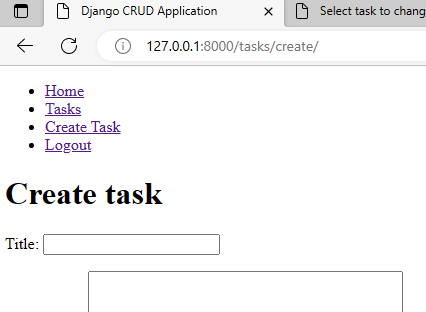 Django CRUD Application
Select task to chang
127.0.0.1:8000/tasks/create/
Home
Tasks
Create Task
Logout
Create task
Title: